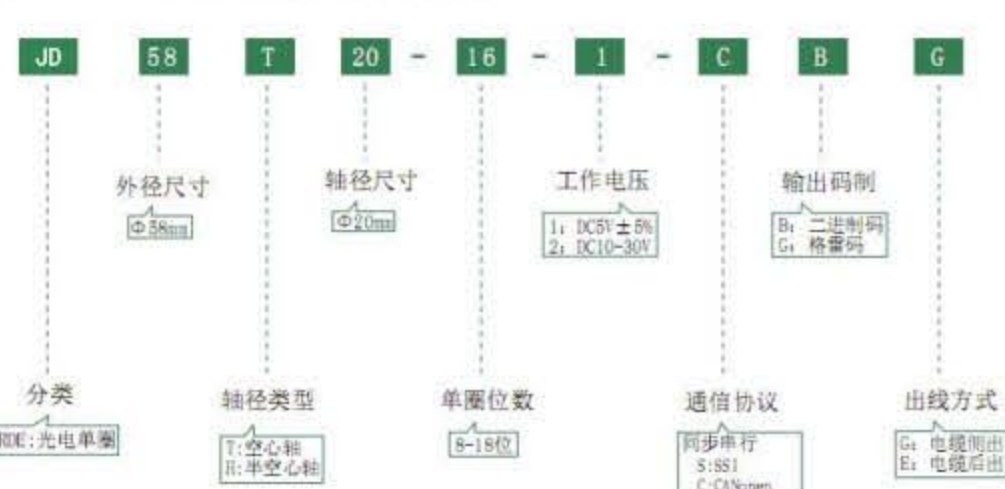 JD 58 T 20 - 16 - 1 - C B G
外径尺寸
Φ58mm
轴径尺寸
Φ20mm
工作电压
1: DC5V±5%
2: DC10-30V
输出码制
B: 二进制码
G: 格雷码
分类
:光电单圈
轴径类型
T:空心轴
H:半空心轴
单圈位数
8-18位
通信协议
同步串行
S:SSI
C:CANopen
出线方式
G: 电缆侧出
E: 电缆后出